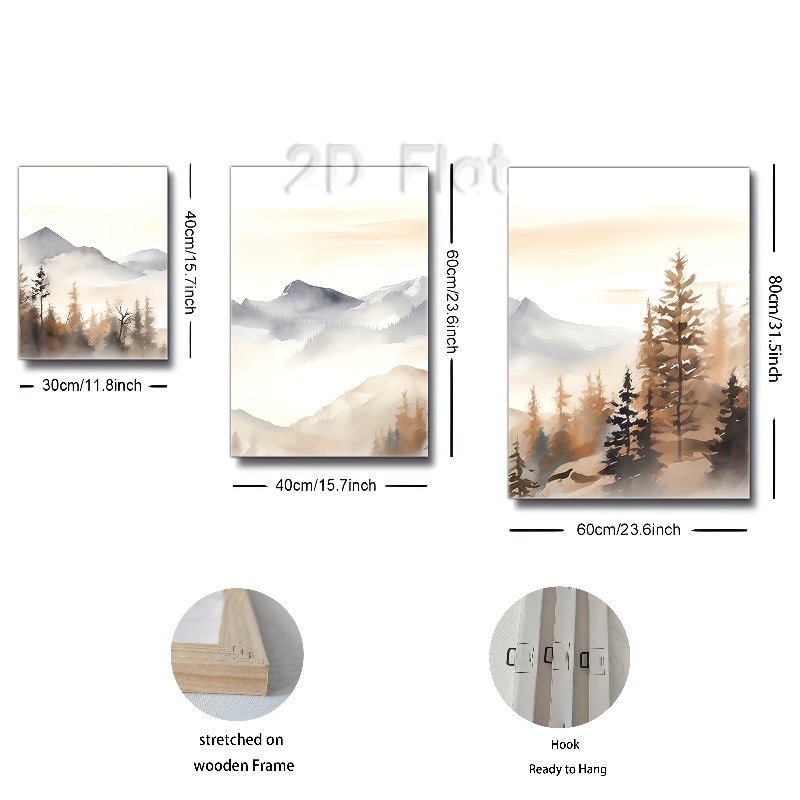 2D Flat
40cm/15.7inch
30cm/11.8inch
60cm/23.6inch
40cm/15.7inch
80cm/31.5inch
60cm/23.6inch
stretched on
wooden Frame
Hook
Ready to Hang